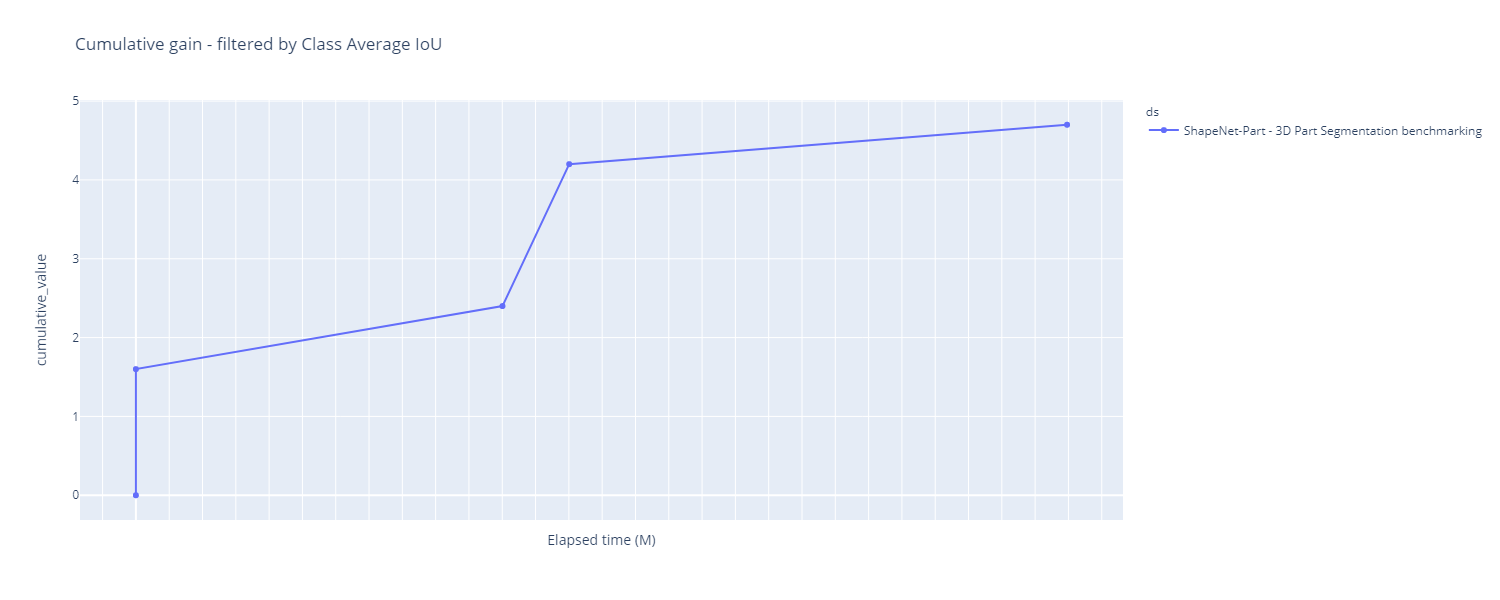 Cumulative gain - filtered by Class Average IoU
5
4
3
2
1
0
cumulative_value
Elapsed time (M)
ds
ShapeNet-Part - 3D Part Segmentation benchmarking